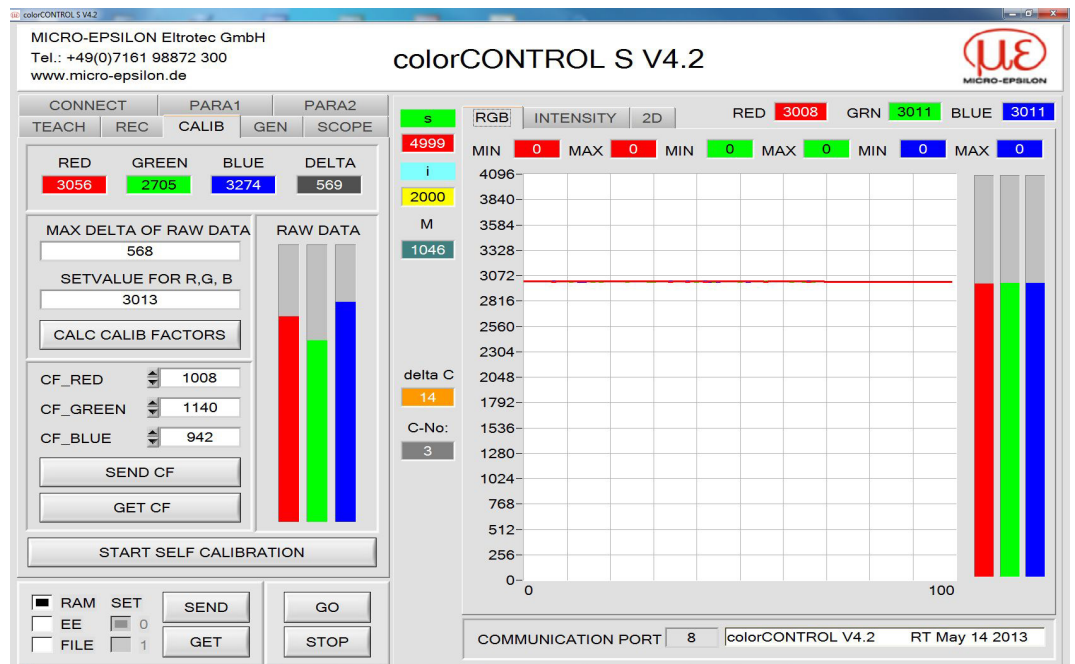 colorCONTROL S V4.2
MICRO-EPSILON Eltrotec GmbH
Tel.: +49(0)7161 98872 300
www.micro-epsilon.de
colorCONTROL S V4.2
με
MICRO-EPSILON
CONNECT PARA1 PARA2
TEACH REC CALIB GEN SCOPE
RED GREEN BLUE DELTA
3056 2705 3274 569
MAX DELTA OF RAW DATA
568
SETVALUE FOR R,G, B
3013
CALC CALIB FACTORS
RAW DATA
CF_RED 1008
CF_GREEN 1140
CF_BLUE 942
SEND CF
GET CF
START SELF CALIBRATION
RAM SET
EE 0
FILE 1
SEND
GET
GO
STOP
s
4999
i
2000
M
1046
delta C
14
C-No:
3
RGB INTENSITY 2D
RED 3008 GRN 3011 BLUE 3011
MIN 0 MAX 0 MIN 0 MAX 0 MIN 0 MAX 0
4096
3840
3584
3328
3072
2816
2560
2304
2048
1792
1536
1280
1024
768
512
256
0
0 100
COMMUNICATION PORT 8 colorCONTROL V4.2 RT May 14 2013